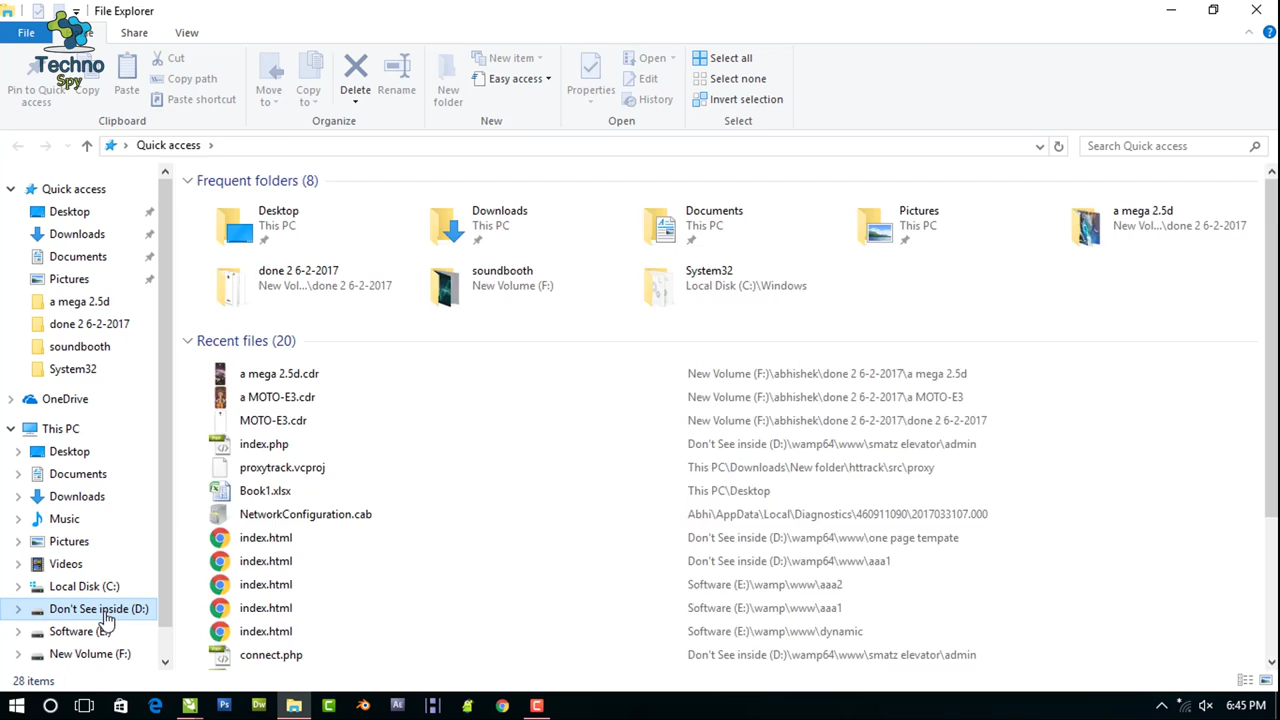 File Explorer
File
Share
View
Techno
Spy
Pin to Quick
access
Copy
Paste
Cut
Copy path
Paste shortcut
Clipboard
Move
to
Copy
to
Delete
Rename
Organize
New
folder
New item
Easy access
New
Properties
Open
Edit
History
Open
Select all
Select none
Invert selection
Select
Quick access
Search Quick access
Quick access
Desktop
Downloads
Documents
Pictures
a mega 2.5d
done 2 6-2-2017
soundbooth
System32
OneDrive
This PC
Desktop
Documents
Downloads
Music
Pictures
Videos
Local Disk (C:)
Don't See inside (D:)
Software
New Volume (F:)
Frequent folders (8)
Desktop
This PC
Downloads
This PC
Documents
This PC
Pictures
This PC
a mega 2.5d
New Vol...\done 2 6-2-2017
done 2 6-2-2017
New Vol...\done 2 6-2-2017
soundbooth
New Volume (F:)
System32
Local Disk (C:)\Windows
Recent files (20)
a mega 2.5d.cdr New Volume (F:)\abhishek\done 2 6-2-2017\a mega 2.5d
a MOTO-E3.cdr New Volume (F:)\abhishek\done 2 6-2-2017\a MOTO-E3
MOTO-E3.cdr New Volume (F:)\abhishek\done 2 6-2-2017\done 2 6-2-2017
index.php Don't See inside (D:)\wamp64\www\smatz elevator\admin
proxytrack.vcproj This PC\Downloads\New folder\httrack\src\proxy
Book1.xlsx This PC\Desktop
NetworkConfiguration.cab Abhi\AppData\Local\Diagnostics\460911090\2017033107.000
index.html Don't See inside (D:)\wamp64\www\one page tempate
index.html Don't See inside (D:)\wamp64\www\aaa1
index.html Software (E:)\wamp\www\aaa2
index.html Software (E:)\wamp\www\aaa1
index.html Software (E:)\wamp\www\dynamic
connect.php Don't See inside (D:)\wamp64\www\smatz elevator\admin
28 items
6:45 PM